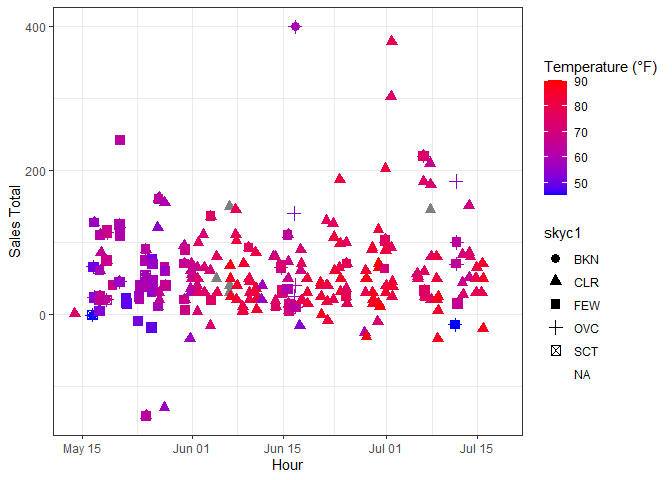 400
200
0
Sales Total
May 15
Jun 01
Jun 15
Jul 01
Jul 15
Hour
Temperature (°F)
90
80
70
60
50
skyc1
BKN
CLR
FEW
OVC
SCT
NA